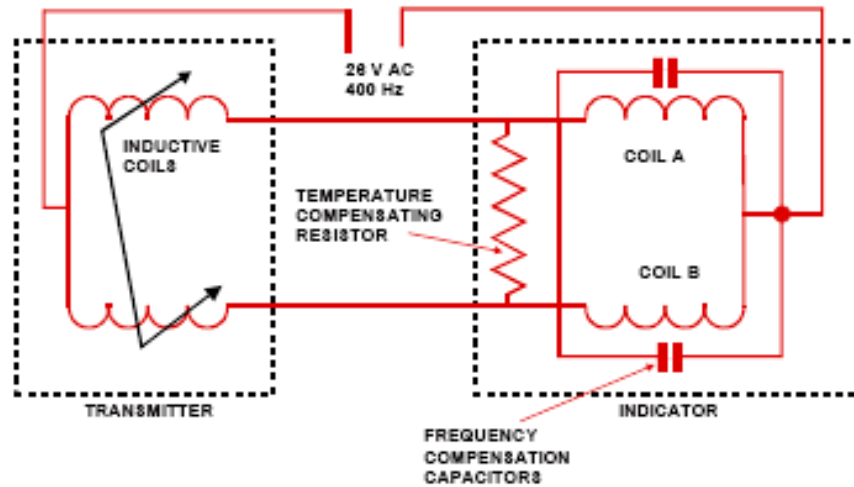 26 V AC
400 Hz
INDUCTIVE
COILS
COIL A
TEMPERATURE
COMPENSATING
RESISTOR
COIL B
TRANSMITTER
INDICATOR
FREQUENCY
COMPENSATION
CAPACITORS